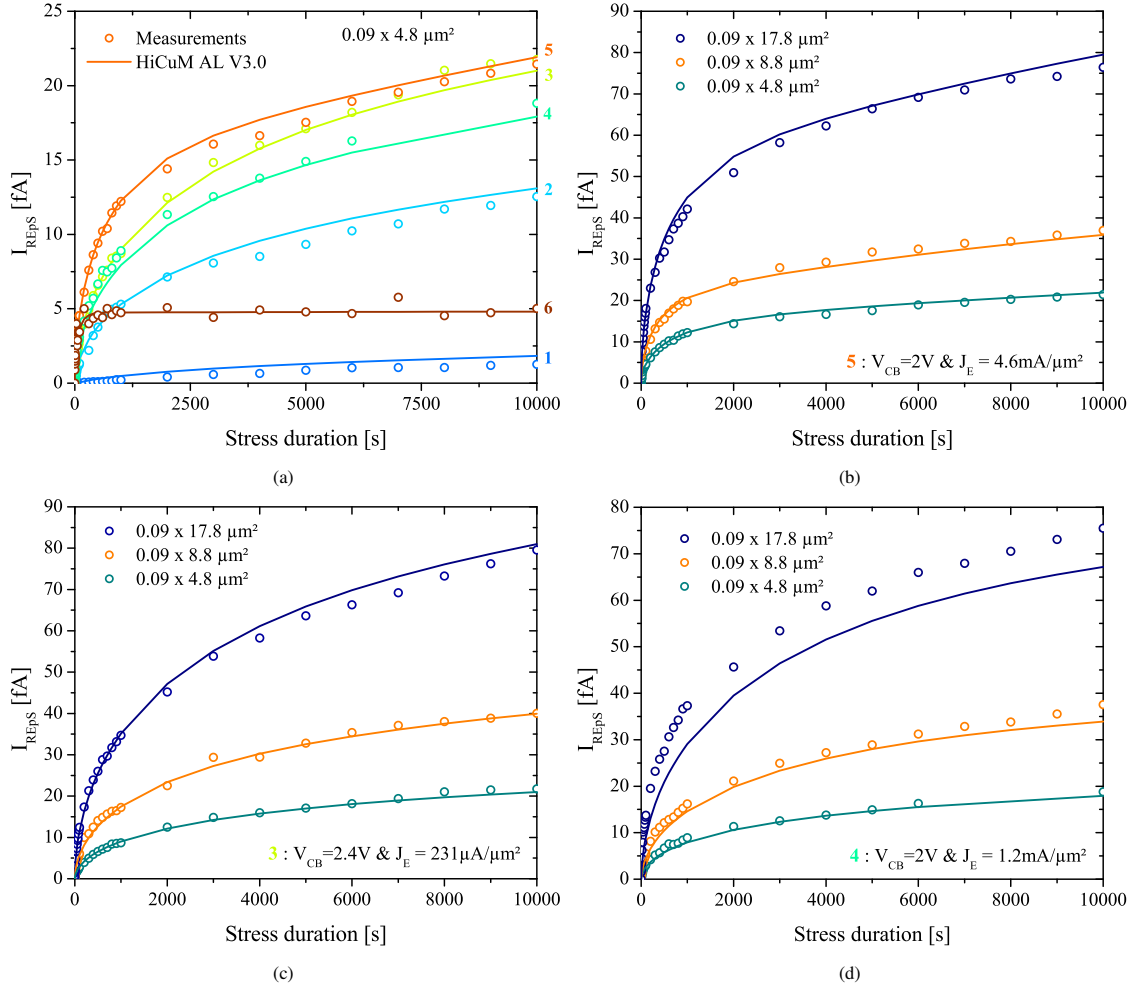 Measurements
HiCuM AL V3.0
0.09 x 4.8 µm²
25
20
15
10
5
0
I_REpS [fA]
5
3
4
2
6
1
0
2500
5000
7500
10000
Stress duration [s]
(a)
0.09 x 17.8 µm²
0.09 x 8.8 µm²
0.09 x 4.8 µm²
90
80
70
60
50
40
30
20
10
0
I_REpS [fA]
5 : V_CB=2V & J_E = 4.6mA/µm²
0
2000
4000
6000
8000
10000
Stress duration [s]
(b)
0.09 x 17.8 µm²
0.09 x 8.8 µm²
0.09 x 4.8 µm²
90
80
70
60
50
40
30
20
10
0
I_REpS [fA]
3 : V_CB=2.4V & J_E = 231µA/µm²
0
2000
4000
6000
8000
10000
Stress duration [s]
(c)
0.09 x 17.8 µm²
0.09 x 8.8 µm²
0.09 x 4.8 µm²
80
70
60
50
40
30
20
10
0
I_REpS [fA]
4 : V_CB=2V & J_E = 1.2mA/µm²
0
2000
4000
6000
8000
10000
Stress duration [s]
(d)